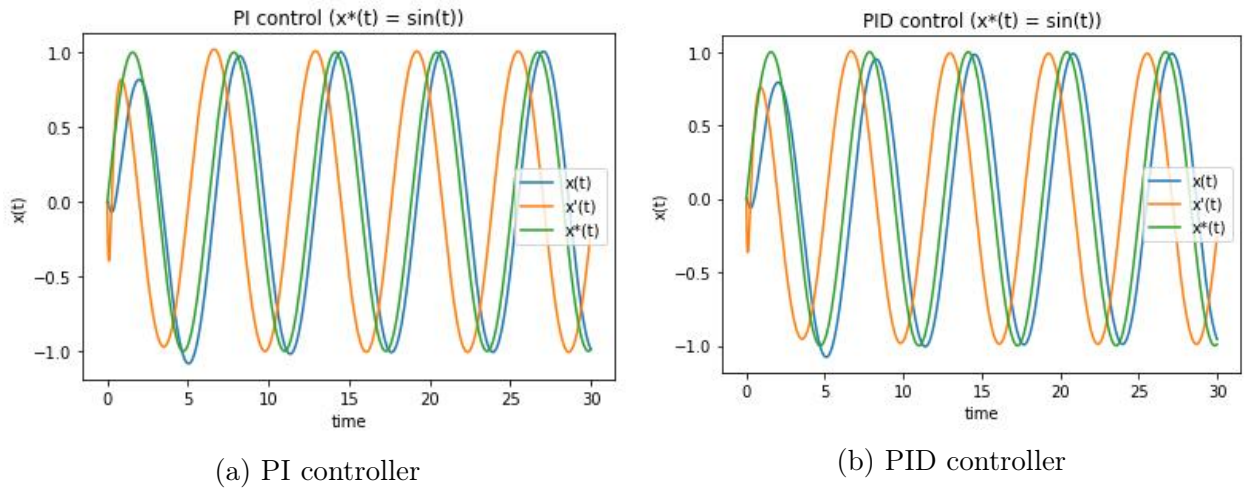 PI control (x*(t) = sin(t))
1.0
0.5
0.0
−0.5
−1.0
x(t)
x(t)
x'(t)
x*(t)
0 5 10 15 20 25 30
time
(a) PI controller
PID control (x*(t) = sin(t))
1.0
0.5
0.0
−0.5
−1.0
x(t)
x(t)
x'(t)
x*(t)
0 5 10 15 20 25 30
time
(b) PID controller